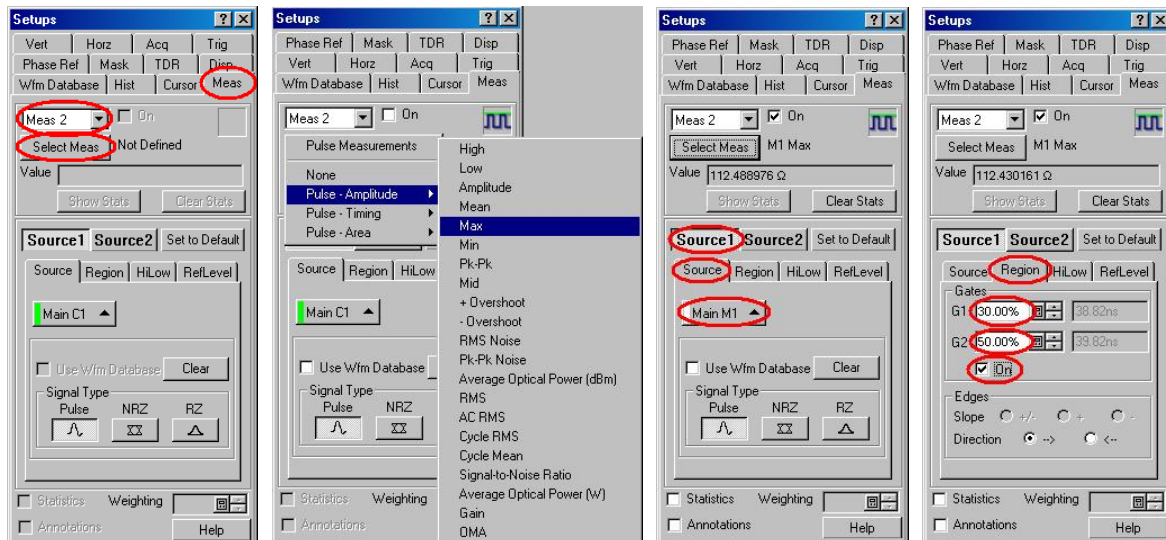 Setups
Vert Horz Acq Trig
Phase Ref Mask TDR Disp
Wfm Database Hist Cursor Meas
Meas 2 On
Select Meas Not Defined
Value
Show Stats Clear Stats
Source1 Source2 Set to Default
Source Region HiLow RefLevel
Main C1
Use Wfm Database Clear
Signal Type
Pulse NRZ RZ
Statistics Weighting
Annotations Help
Setups
Phase Ref Mask TDR Disp
Vert Horz Acq Trig
Wfm Database Hist Cursor Meas
Meas 2 On
Pulse Measurements
None
Pulse - Amplitude
Pulse - Timing
Pulse - Area
High
Low
Amplitude
Mean
Max
Min
Pk-Pk
Mid
+ Overshoot
- Overshoot
RMS Noise
Pk-Pk Noise
Average Optical Power (dBm)
RMS
AC RMS
Cycle RMS
Cycle Mean
Signal-to-Noise Ratio
Average Optical Power (W)
Gain
OMA
Source Region HiLow
Main C1
Use Wfm Database
Signal Type
Pulse NRZ
Statistics Weighting
Annotations
Setups
Phase Ref Mask TDR Disp
Vert Horz Acq Trig
Wfm Database Hist Cursor Meas
Meas 2 On
Select Meas M1 Max
Value 112.488976 Ω
Show Stats Clear Stats
Source1 Source2 Set to Default
Source Region HiLow RefLevel
Main M1
Use Wfm Database Clear
Signal Type
Pulse NRZ RZ
Statistics Weighting
Annotations Help
Setups
Phase Ref Mask TDR Disp
Vert Horz Acq Trig
Wfm Database Hist Cursor Meas
Meas 2 On
Select Meas M1 Max
Value 112.430161 Ω
Show Stats Clear Stats
Source1 Source2 Set to Default
Source Region HiLow RefLevel
Gates
G1 30.00% 38.82ns
G2 50.00% 39.82ns
On
Edges
Slope +/- + -
Direction --> <--
Statistics Weighting
Annotations Help